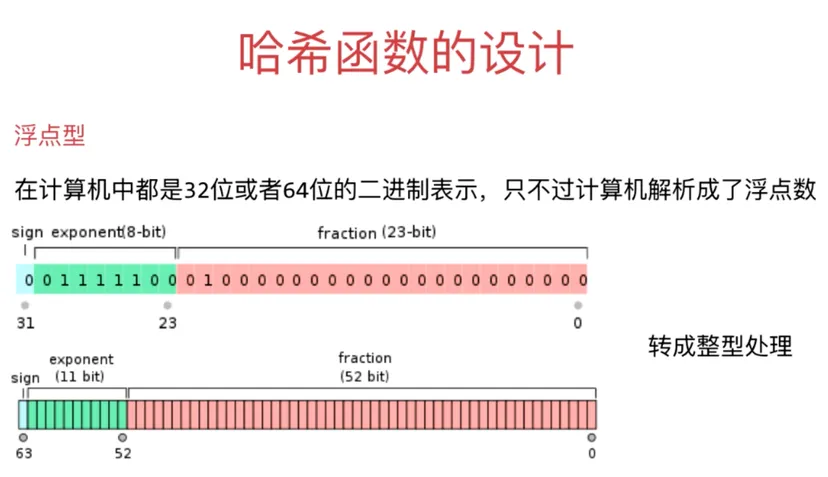 哈希函数的设计
浮点型
在计算机中都是32位或者64位的二进制表示，只不过计算机解析成了浮点数
sign exponent(8-bit) fraction (23-bit)
0 0 1 1 1 1 1 0 0 0 1 0 0 0 0 0 0 0 0 0 0 0 0 0 0 0 0 0 0 0 0 0
31 23 0
转成整型处理
exponent fraction
sign (11 bit) (52 bit)
63 52 0